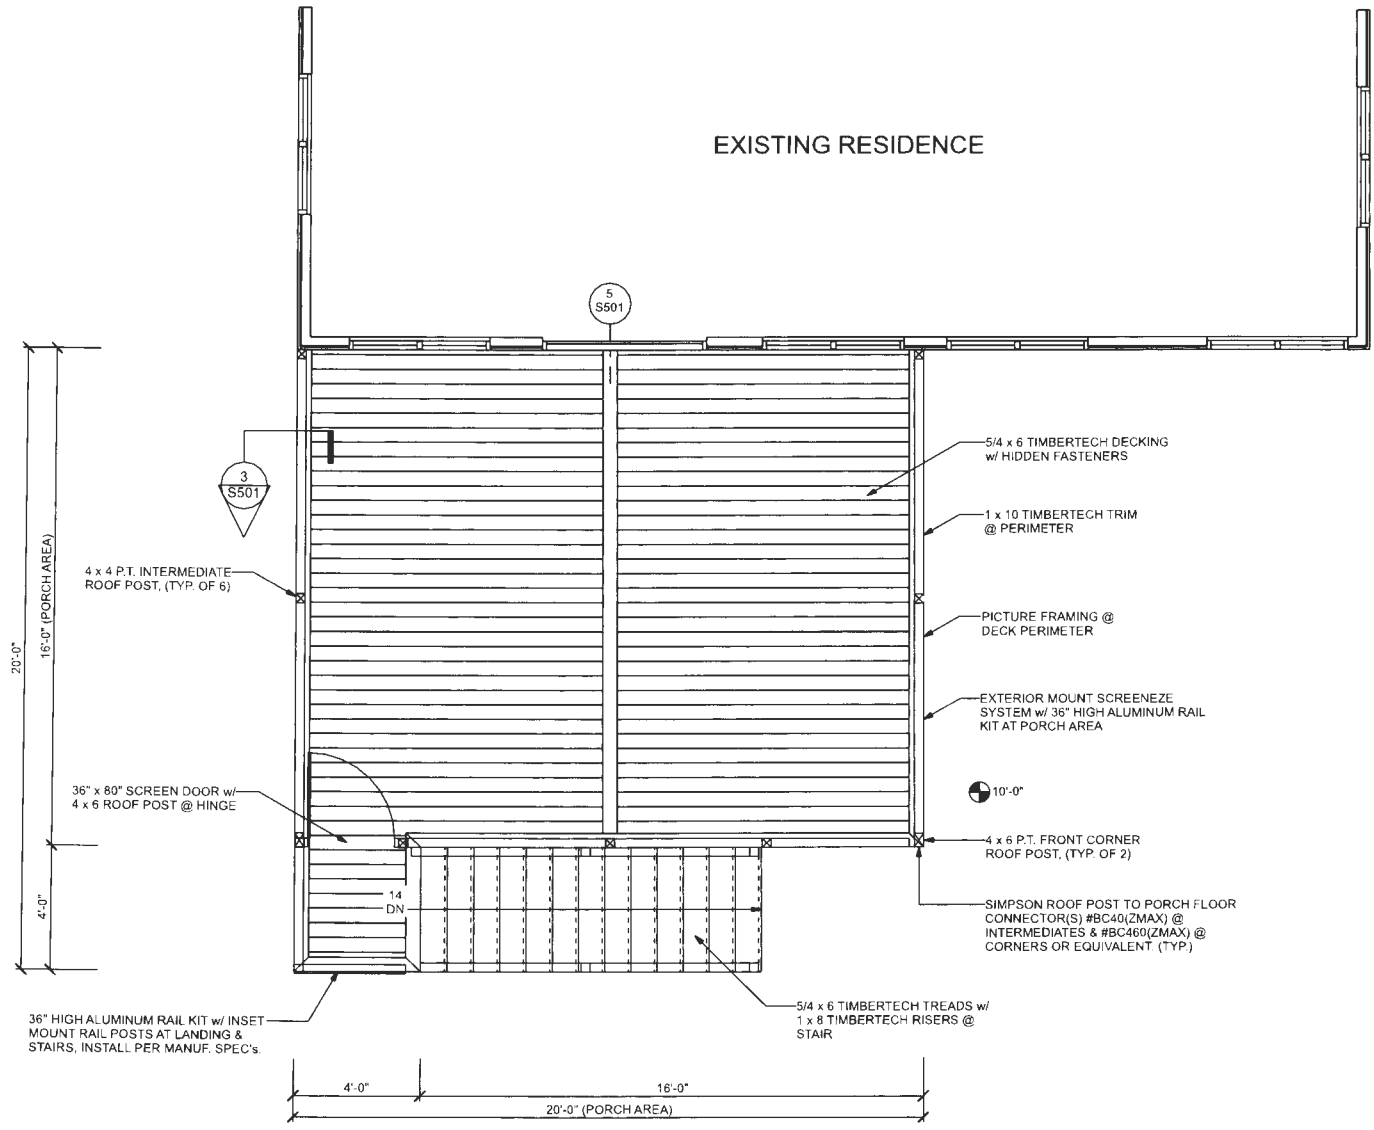 EXISTING RESIDENCE
5
S501
5/4 x 6 TIMBERTECH DECKING
w/ HIDDEN FASTENERS
3
S501
1 x 10 TIMBERTECH TRIM
@ PERIMETER
4 x 4 P.T. INTERMEDIATE
ROOF POST, (TYP. OF 6)
16'-0" (PORCH AREA)
20'-0"
PICTURE FRAMING @
DECK PERIMETER
EXTERIOR MOUNT SCREENEZE
SYSTEM w/ 36" HIGH ALUMINUM RAIL
KIT AT PORCH AREA
36" x 80" SCREEN DOOR w/
4 x 6 ROOF POST @ HINGE
10'-0"
4 x 6 P.T. FRONT CORNER
ROOF POST, (TYP. OF 2)
4'-0"
14
DN
SIMPSON ROOF POST TO PORCH FLOOR
CONNECTOR(S) #BC40(ZMAX) @
INTERMEDIATES & #BC460(ZMAX) @
CORNERS OR EQUIVALENT. (TYP.)
36" HIGH ALUMINUM RAIL KIT w/ INSET
MOUNT RAIL POSTS AT LANDING &
STAIRS, INSTALL PER MANUF. SPEC's.
5/4 x 6 TIMBERTECH TREADS w/
1 x 8 TIMBERTECH RISERS @
STAIR
4'-0"
16'-0"
20'-0" (PORCH AREA)